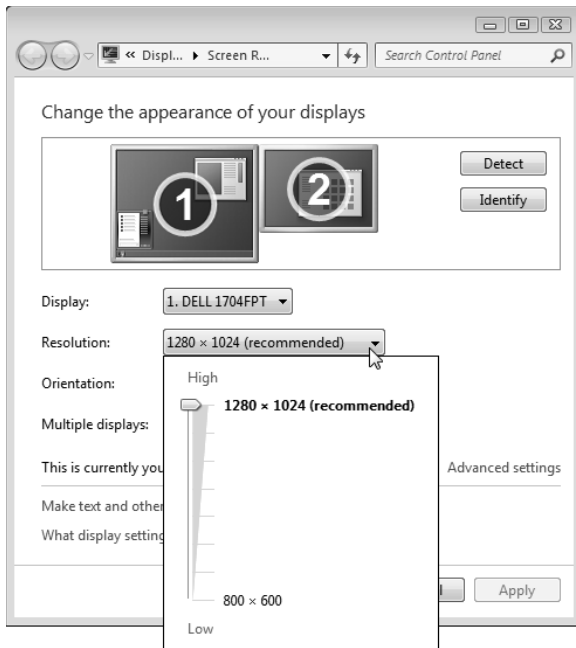 « Displ... ▸ Screen R...
Search Control Panel
Change the appearance of your displays
1
2
Detect
Identify
Display:
1. DELL 1704FPT
Resolution:
1280 × 1024 (recommended)
Orientation:
High
1280 × 1024 (recommended)
Multiple displays:
This is currently you
Advanced settings
Make text and other
What display setting
Apply
800 × 600
Low